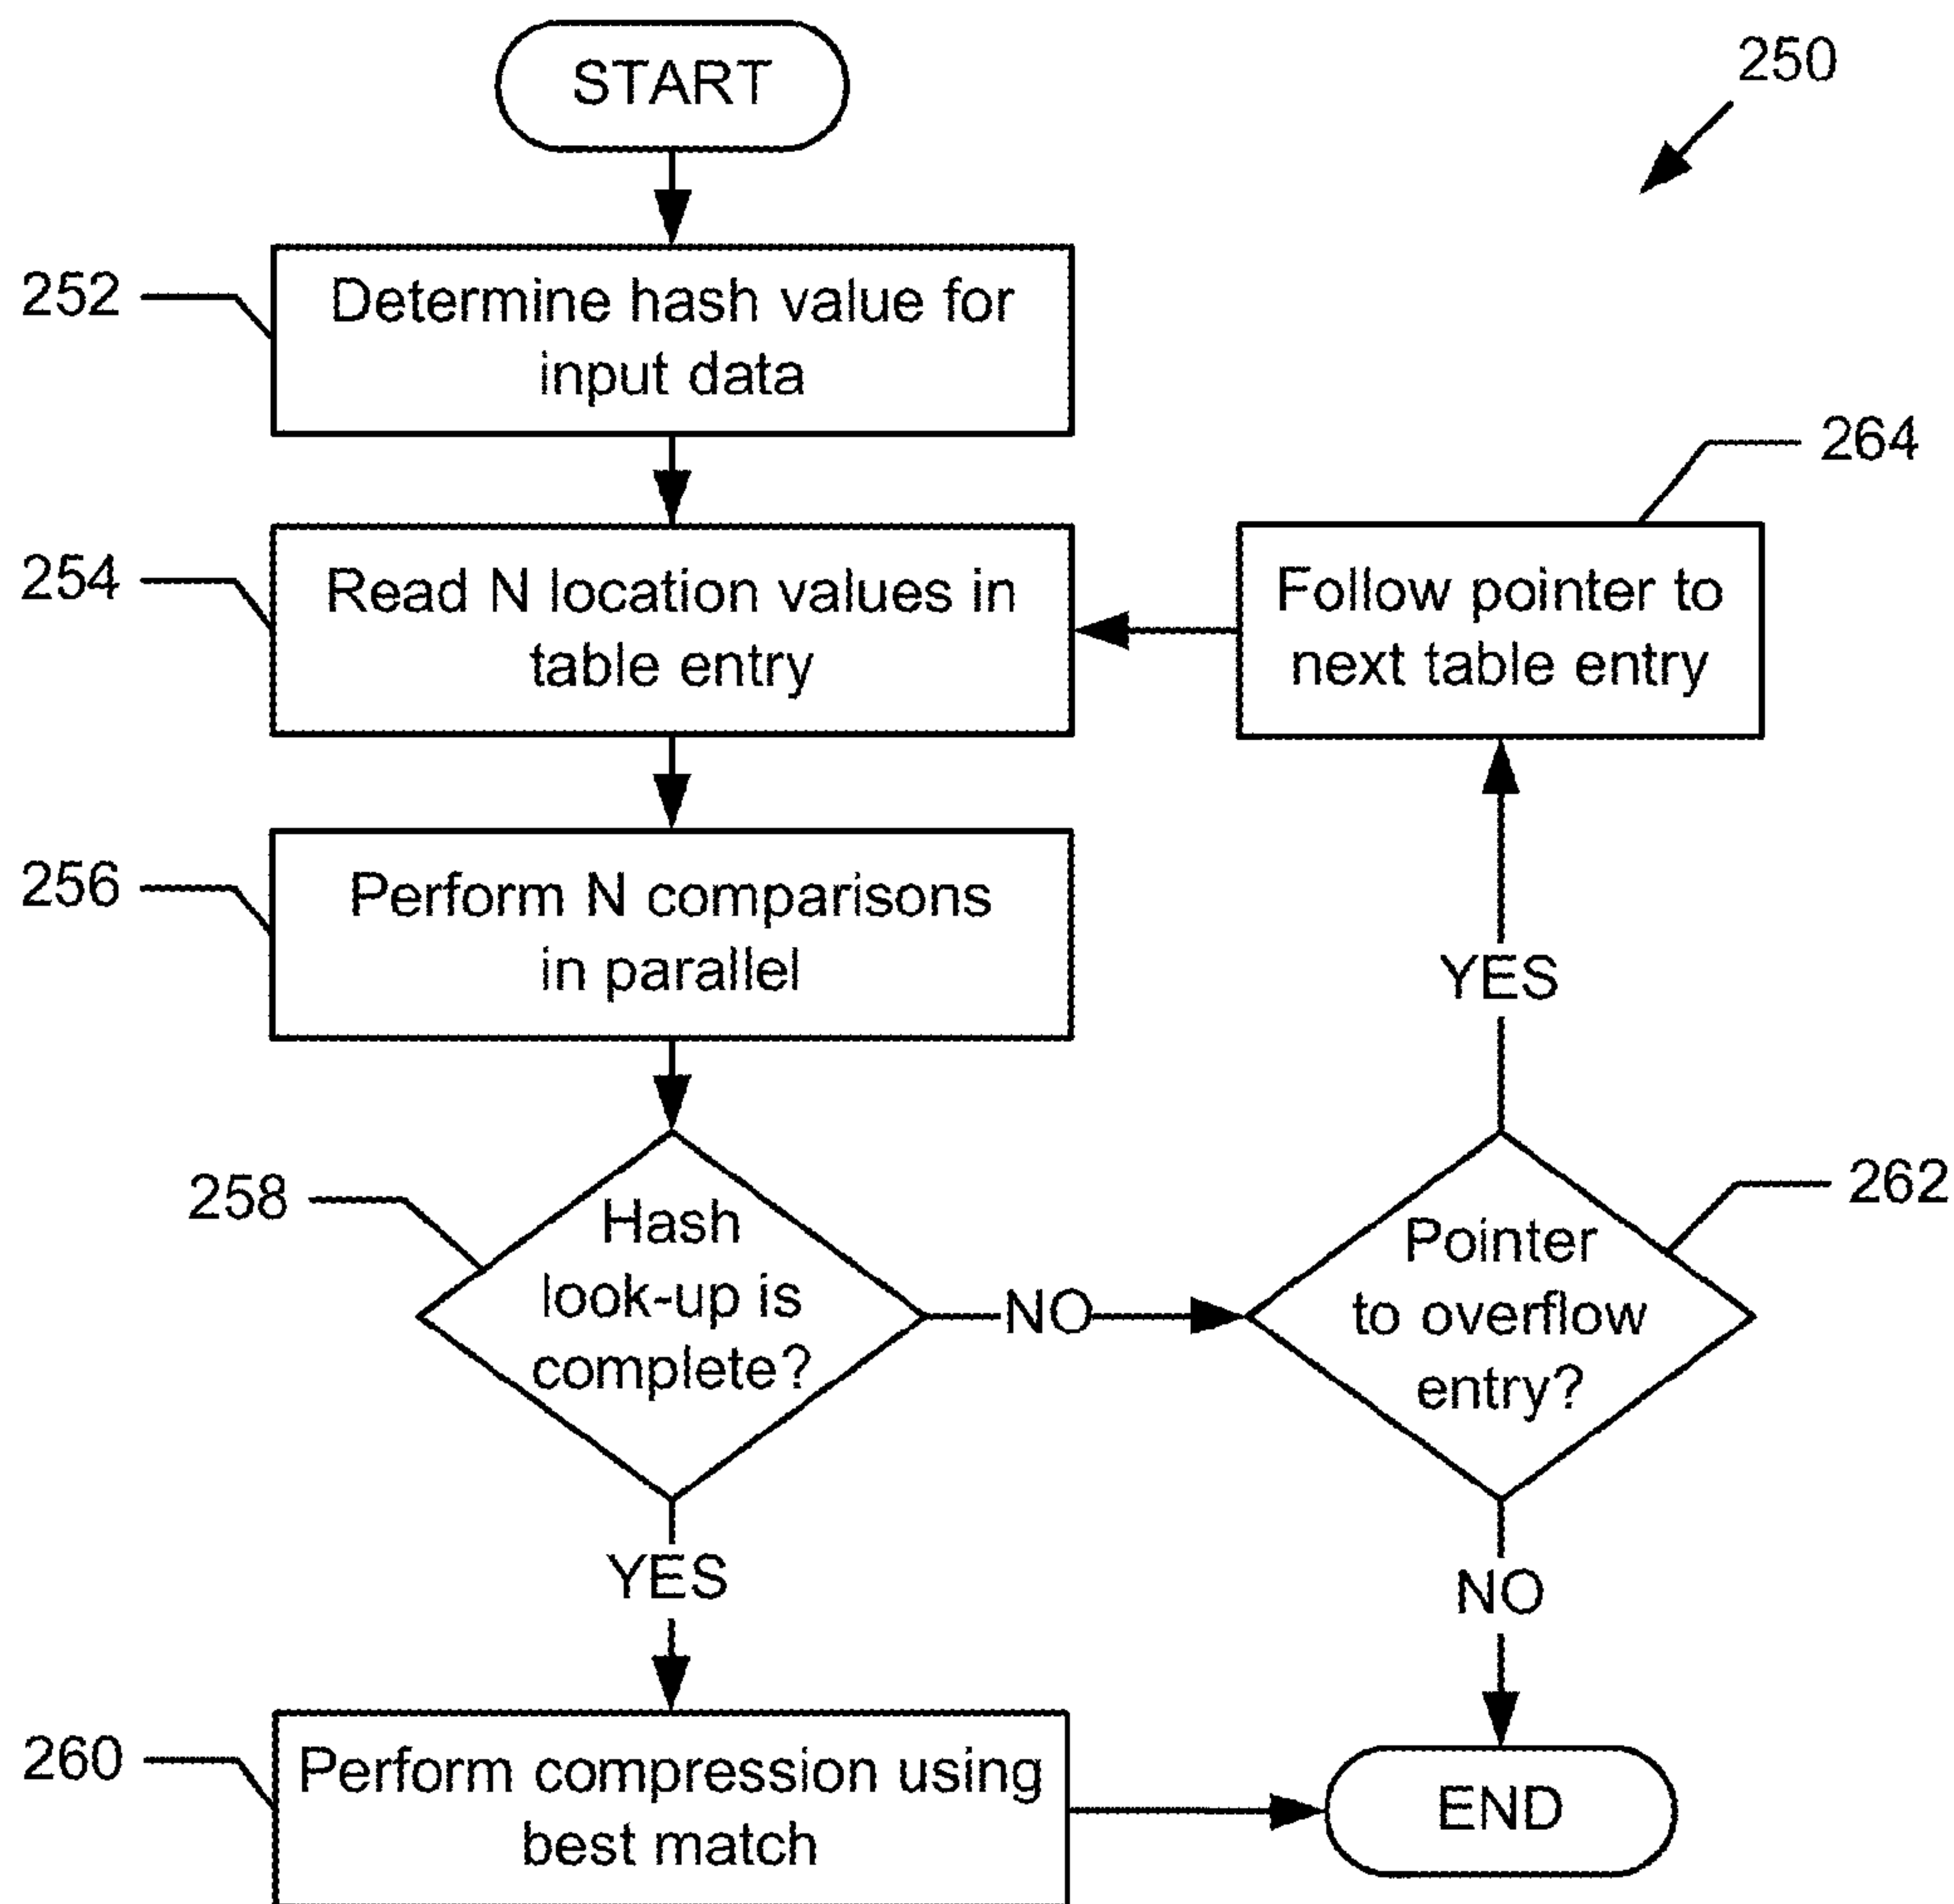 START
250
252
Determine hash value for
input data
264
254
Read N location values in
table entry
Follow pointer to
next table entry
256
Perform N comparisons
in parallel
YES
258
Hash
look-up is
complete?
NO
262
Pointer
to overflow
entry?
YES
NO
260
Perform compression using
best match
END